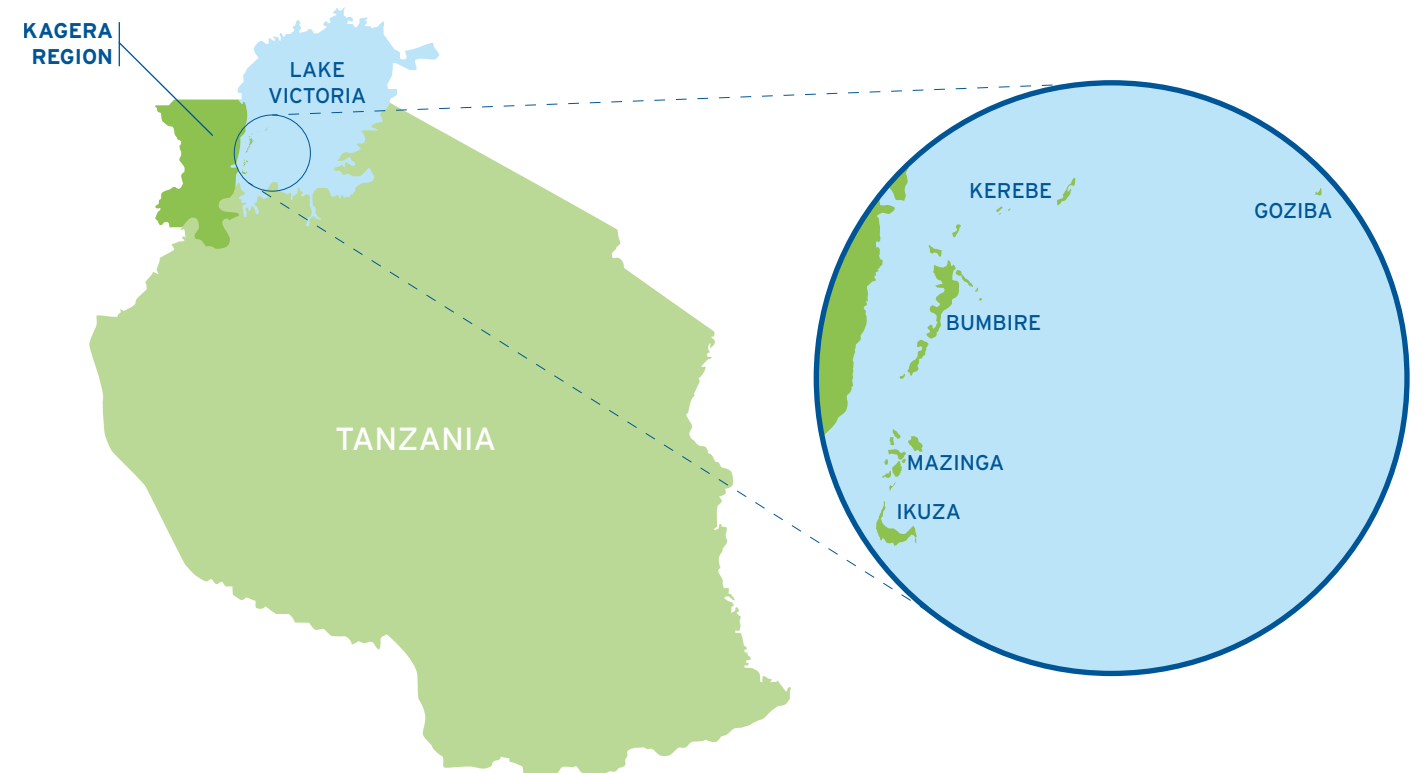 KAGERA
REGION
LAKE
VICTORIA
TANZANIA
KEREBE
GOZIBA
BUMBIRE
MAZINGA
IKUZA